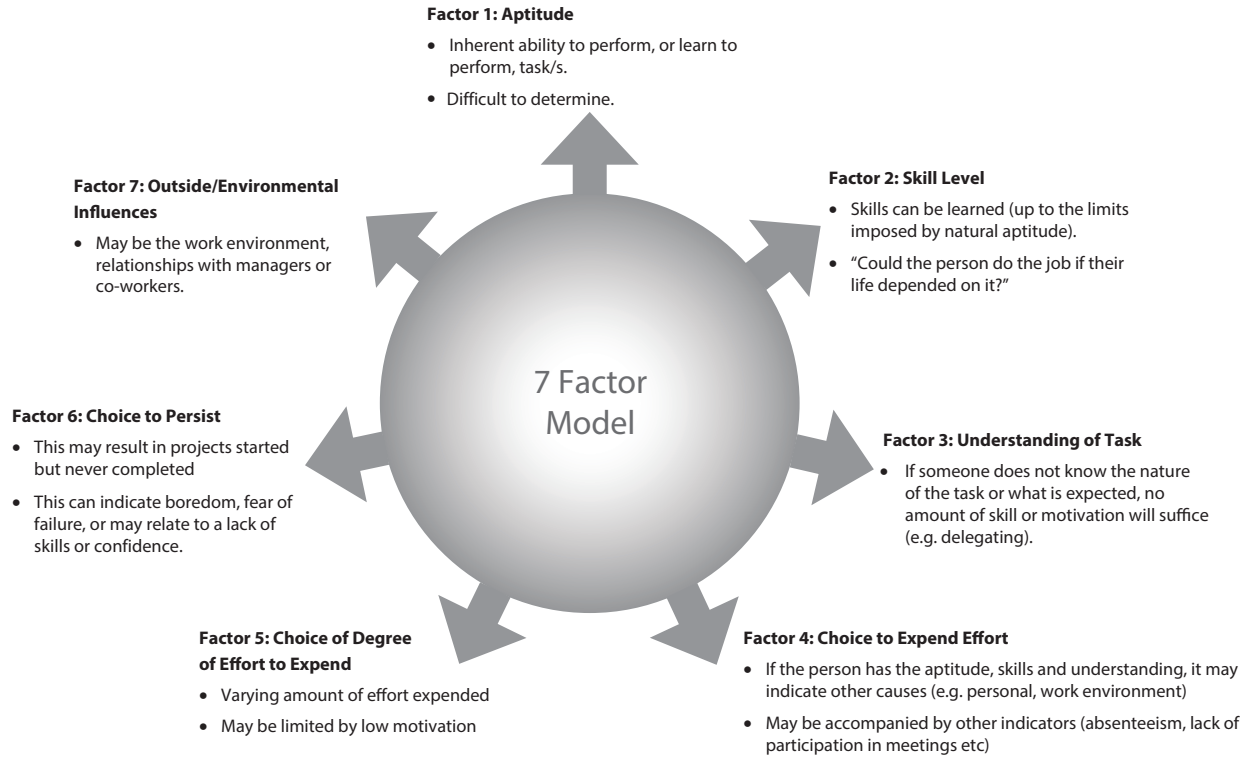 Factor 1: Aptitude
• Inherent ability to perform, or learn to
perform, task/s.
• Difficult to determine.
Factor 2: Skill Level
• Skills can be learned (up to the limits
imposed by natural aptitude).
• “Could the person do the job if their
life depended on it?”
Factor 3: Understanding of Task
• If someone does not know the nature
of the task or what is expected, no
amount of skill or motivation will suffice
(e.g. delegating).
Factor 4: Choice to Expend Effort
• If the person has the aptitude, skills and understanding, it may
indicate other causes (e.g. personal, work environment)
• May be accompanied by other indicators (absenteeism, lack of
participation in meetings etc)
Factor 5: Choice of Degree
of Effort to Expend
• Varying amount of effort expended
• May be limited by low motivation
Factor 6: Choice to Persist
• This may result in projects started
but never completed
• This can indicate boredom, fear of
failure, or may relate to a lack of
skills or confidence.
Factor 7: Outside/Environmental
Influences
• May be the work environment,
relationships with managers or
co-workers.
7 Factor
Model